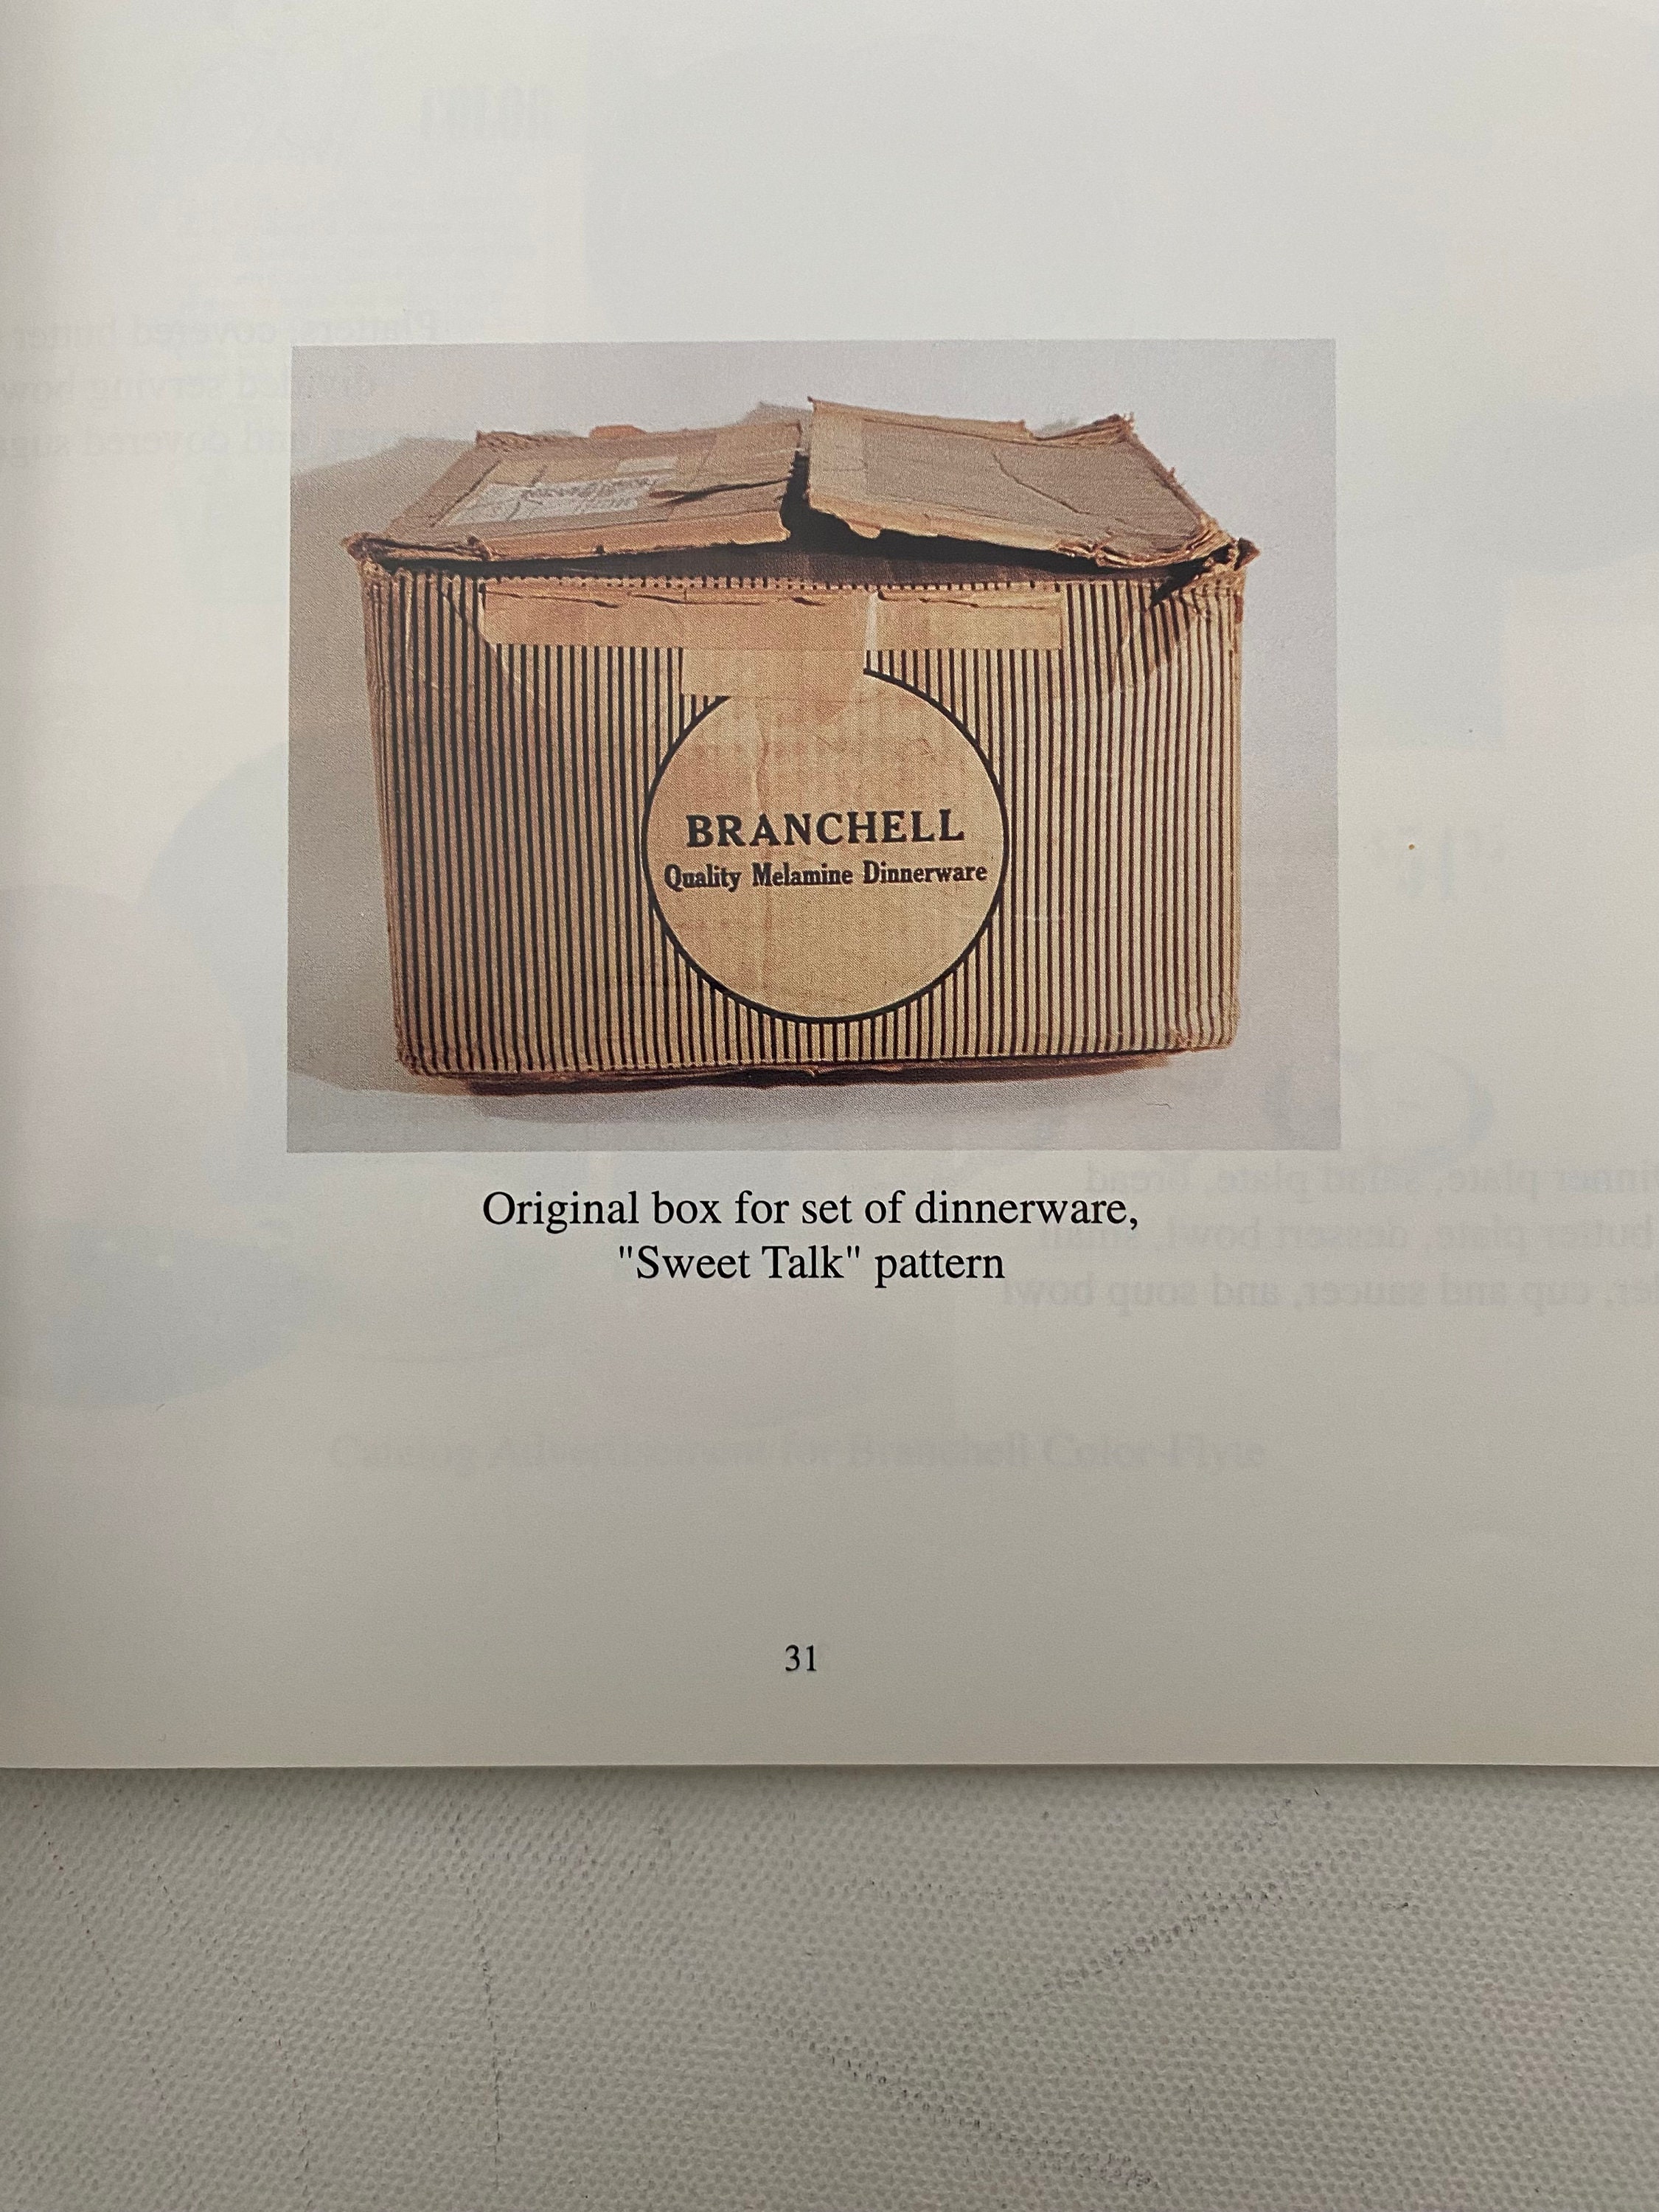 BRANCHELL
Quality Melamine Dinnerware
Original box for set of dinnerware,
"Sweet Talk" pattern
31